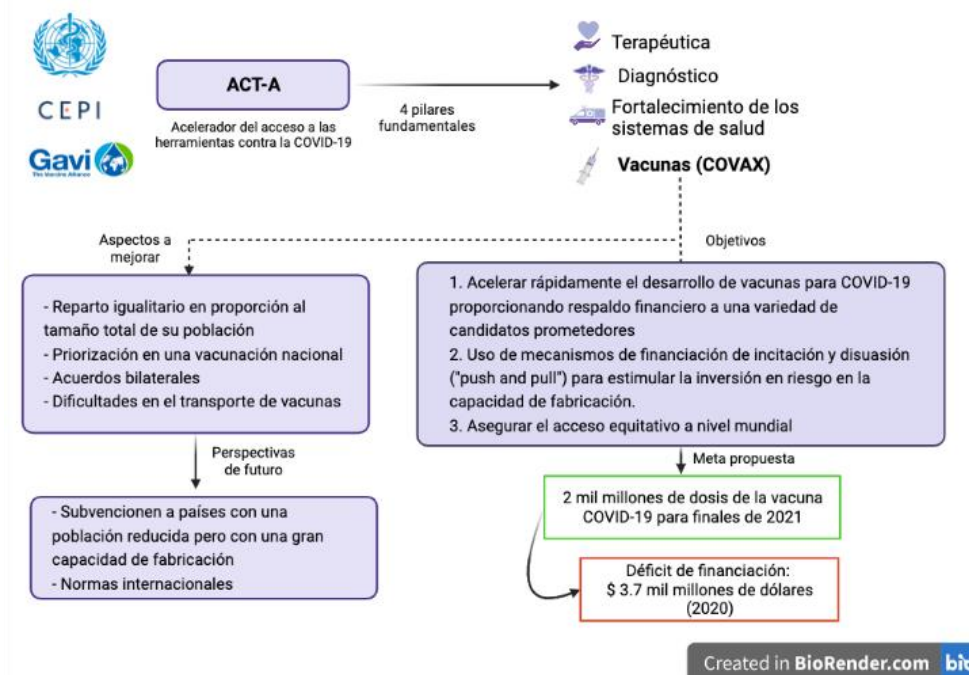 CEPI
Gavi
The Vaccine Alliance
ACT-A
Acelerador del acceso a las
herramientas contra la COVID-19
4 pilares
fundamentales
Terapéutica
Diagnóstico
Fortalecimiento de los
sistemas de salud
Vacunas (COVAX)
Aspectos a
mejorar
- Reparto igualitario en proporción al
tamaño total de su población
- Priorización en una vacunación nacional
- Acuerdos bilaterales
- Dificultades en el transporte de vacunas
Perspectivas
de futuro
- Subvencionen a países con una
población reducida pero con una gran
capacidad de fabricación
- Normas internacionales
Objetivos
1. Acelerar rápidamente el desarrollo de vacunas para COVID-19
proporcionando respaldo financiero a una variedad de
candidatos prometedores
2. Uso de mecanismos de financiación de incitación y disuasión
("push and pull") para estimular la inversión en riesgo en la
capacidad de fabricación.
3. Asegurar el acceso equitativo a nivel mundial
Meta propuesta
2 mil millones de dosis de la vacuna
COVID-19 para finales de 2021
Déficit de financiación:
$ 3.7 mil millones de dólares
(2020)
Created in BioRender.com bio